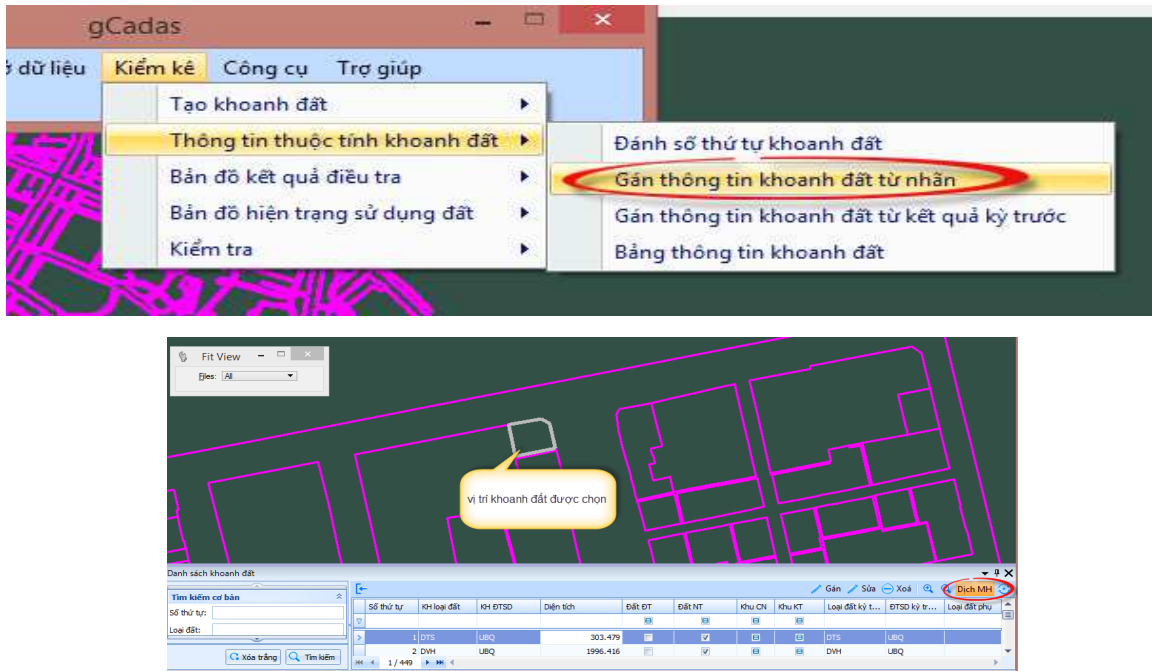 gCadas
ở dữ liệu Kiểm kê Công cụ Trợ giúp
Tạo khoanh đất
Thông tin thuộc tính khoanh đất
Bản đồ kết quả điều tra
Bản đồ hiện trạng sử dụng đất
Kiểm tra
Đánh số thứ tự khoanh đất
Gán thông tin khoanh đất từ nhãn
Gán thông tin khoanh đất từ kết quả kỳ trước
Bảng thông tin khoanh đất
Fit View
Files: All
vị trí khoanh đất được chọn
Danh sách khoanh đất
Tìm kiếm cơ bản
Số thứ tự:
Loại đất:
Xóa trắng Tìm kiếm
Gán Sửa Xoá Dịch MH
Số thứ tự KH loại đất KH ĐTSD Diện tích Đất ĐT Đất NT Khu CN Khu KT Loại đất kỳ t... ĐTSD kỳ tr... Loại đất phụ
1 DTS UBQ 303.479 DTS UBQ
2 DVH UBQ 1996.416 DVH UBQ
1 / 449